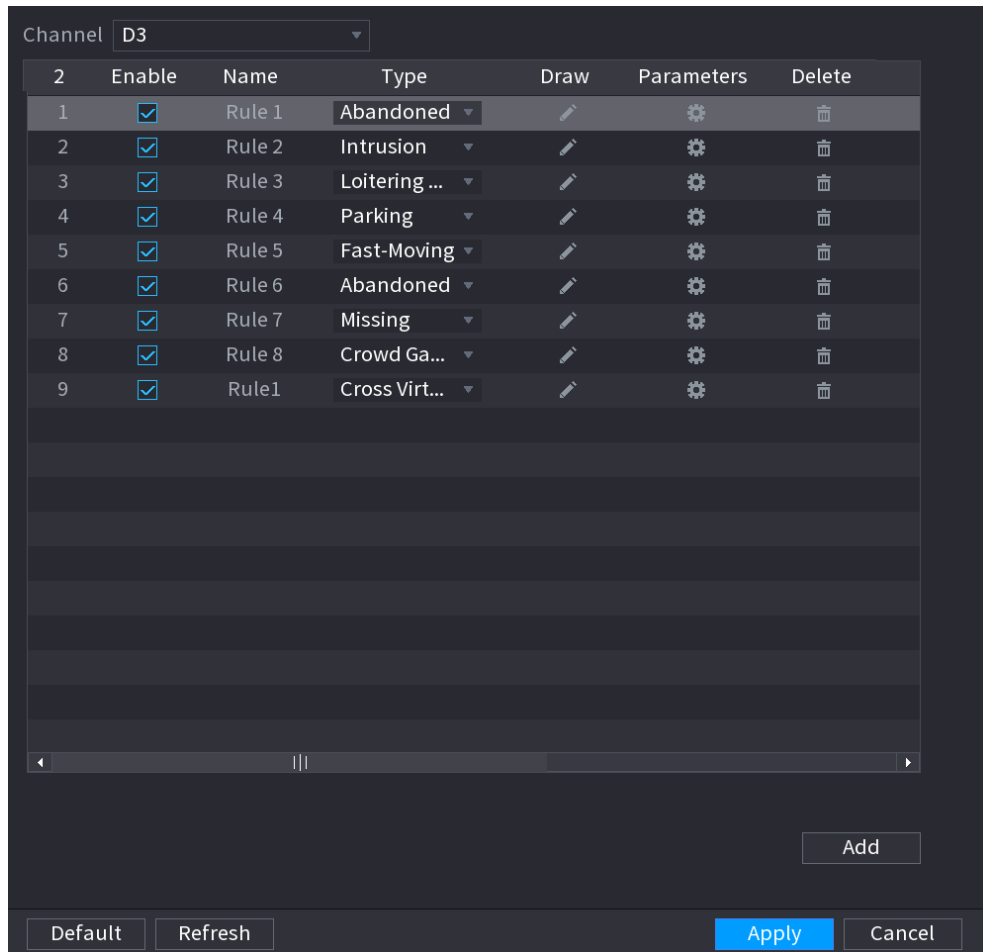 Channel D3
2 Enable Name Type Draw Parameters Delete
1 Rule 1 Abandoned
2 Rule 2 Intrusion
3 Rule 3 Loitering ...
4 Rule 4 Parking
5 Rule 5 Fast-Moving
6 Rule 6 Abandoned
7 Rule 7 Missing
8 Rule 8 Crowd Ga...
9 Rule1 Cross Virt...
Add
Default Refresh Apply Cancel